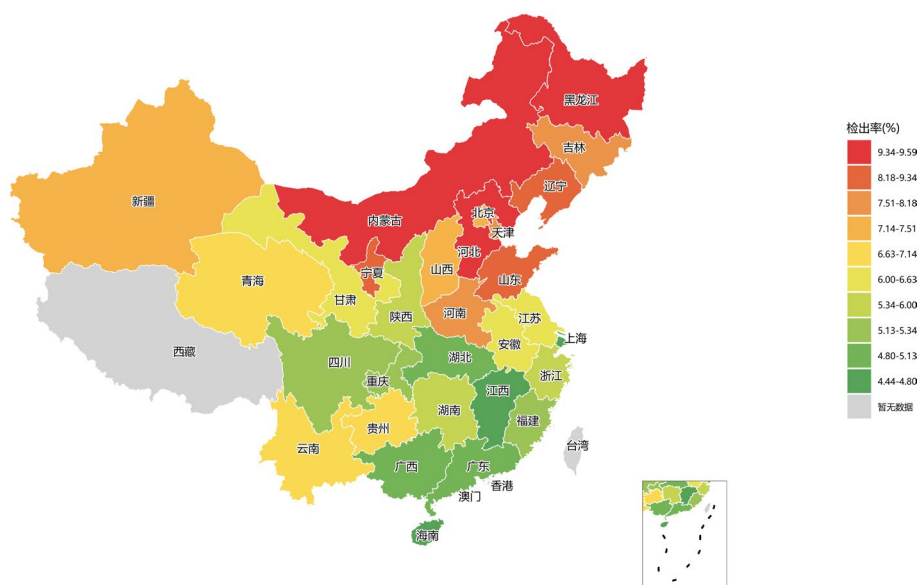 黑龙江
吉林
辽宁
新疆
内蒙古
北京
天津
河北
宁夏
青海
山西
山东
甘肃
河南
陕西
江苏
上海
安徽
西藏
四川
湖北
浙江
重庆
江西
湖南
福建
贵州
云南
台湾
广西
广东
香港
澳门
海南
检出率(%)
9.34-9.59
8.18-9.34
7.51-8.18
7.14-7.51
6.63-7.14
6.00-6.63
5.34-6.00
5.13-5.34
4.80-5.13
4.44-4.80
暂无数据